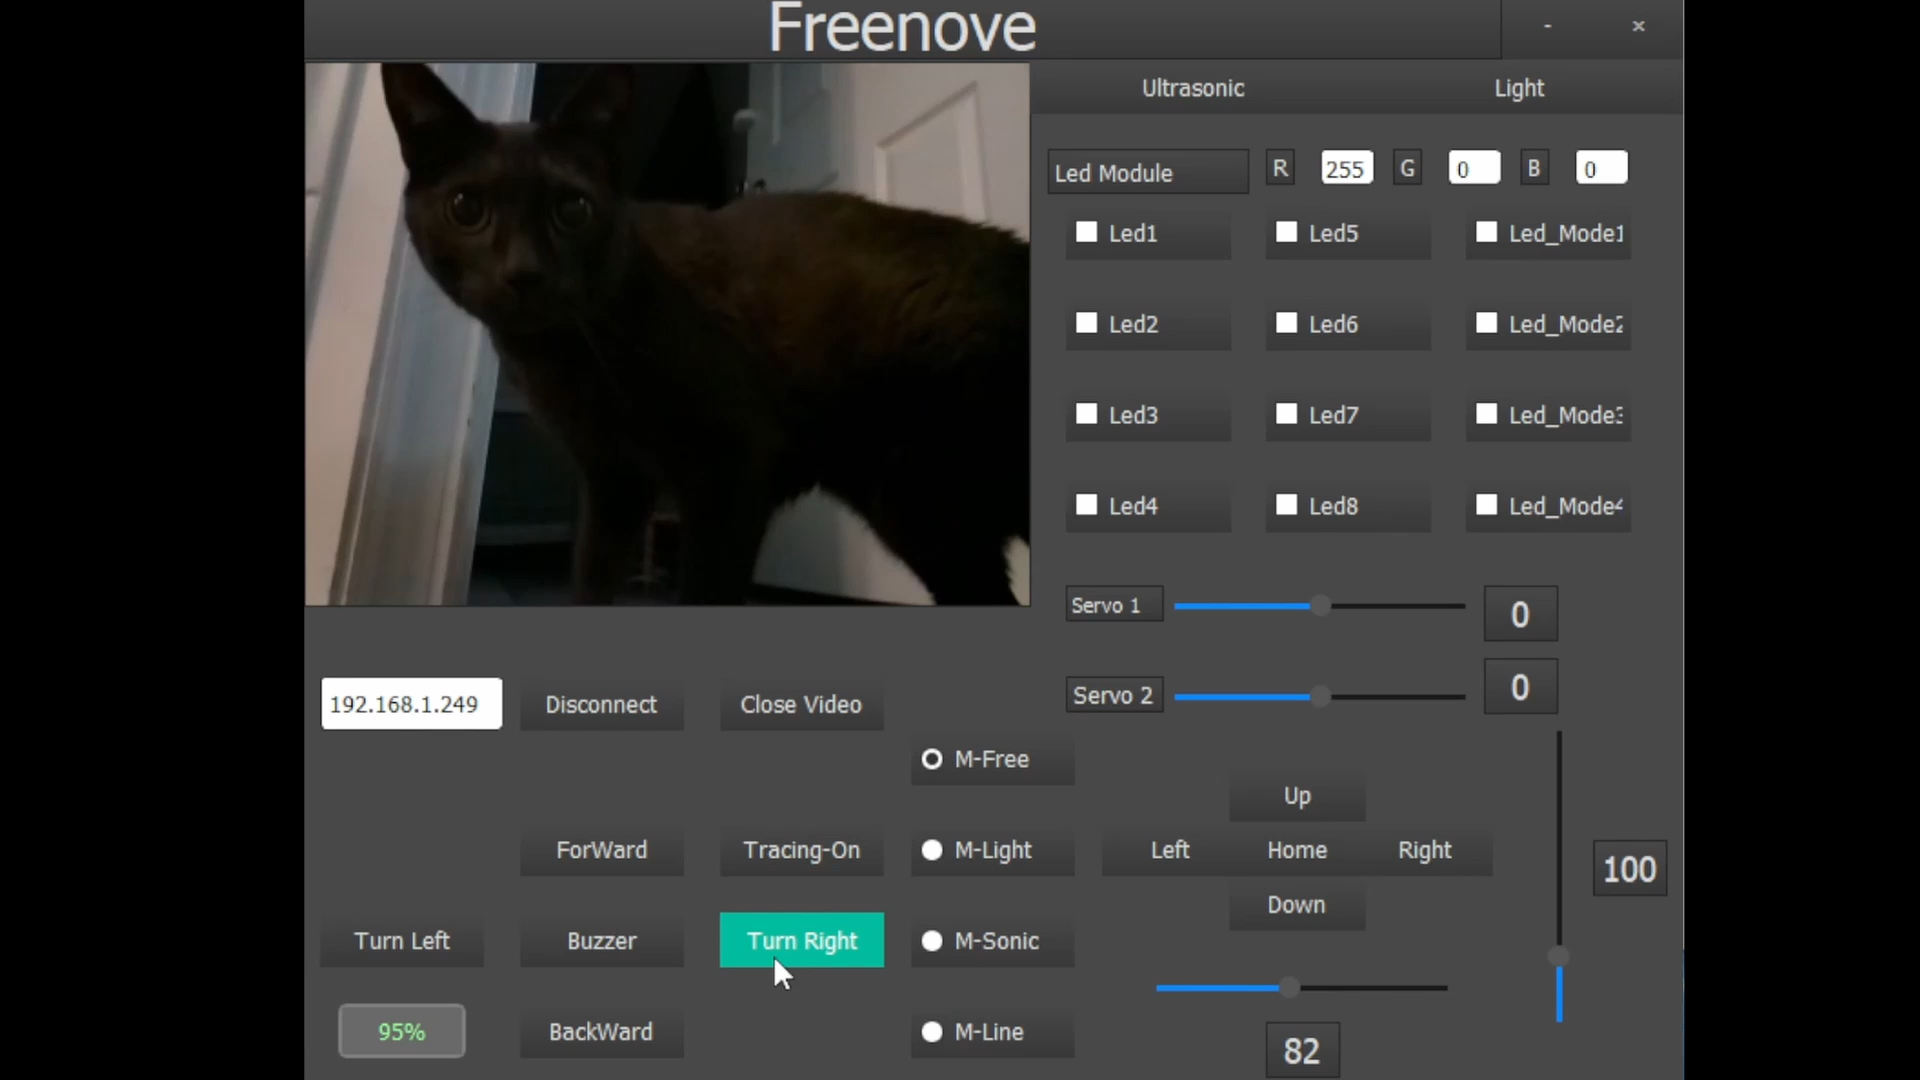 Freenove
- ×
Ultrasonic Light
Led Module R 255 G 0 B 0
Led1 Led5 Led_Mode1
Led2 Led6 Led_Mode2
Led3 Led7 Led_Mode3
Led4 Led8 Led_Mode4
Servo 1 0
Servo 2 0
192.168.1.249 Disconnect Close Video
M-Free
Up
ForWard Tracing-On M-Light Left Home Right
100
Down
Turn Left Buzzer Turn Right M-Sonic
95% BackWard M-Line
82